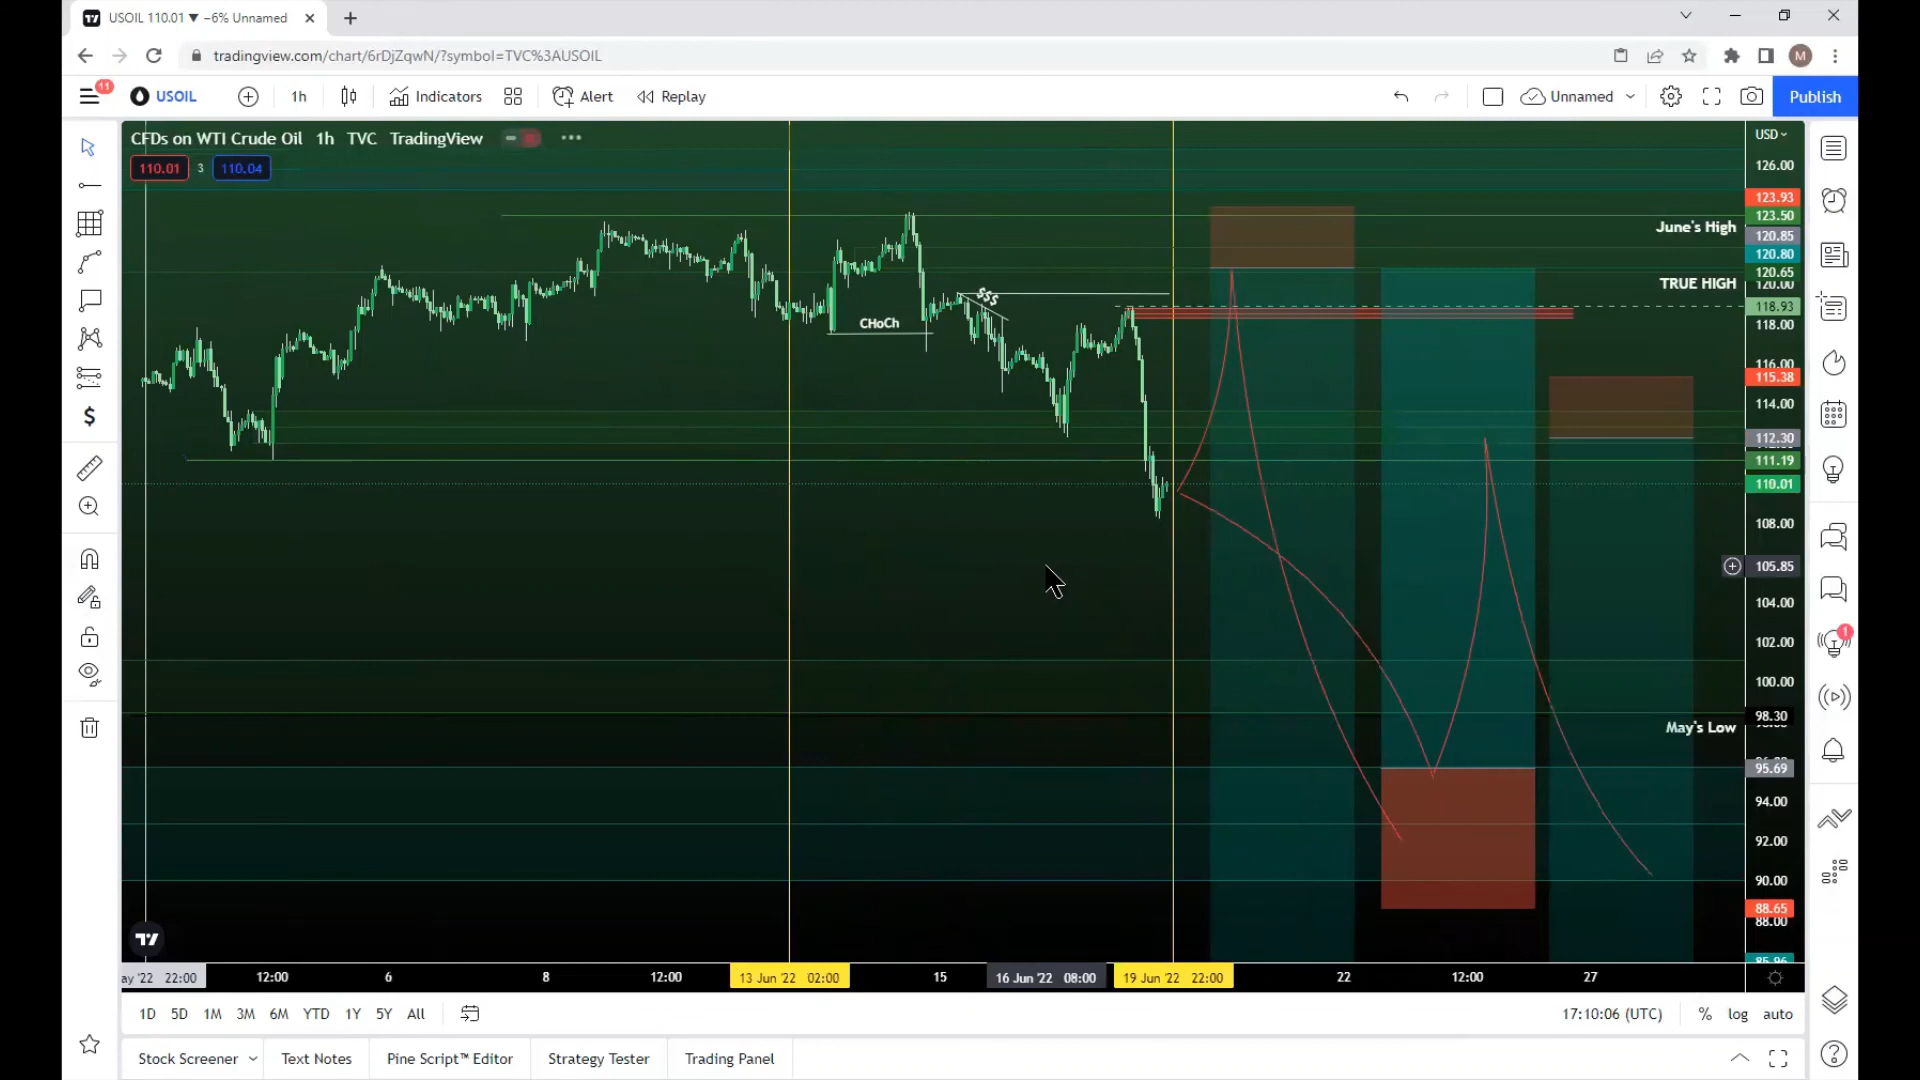 USOIL 110.01 ▼ −6% Unnamed
tradingview.com/chart/6rDjZqwN/?symbol=TVC%3AUSOIL
M
11
USOIL
1h
Indicators
Alert
Replay
Unnamed
Publish
CFDs on WTI Crude Oil 1h TVC TradingView
110.01 3 110.04
USD
126.00
123.93
123.50
June's High
120.85
120.80
120.65
120.00
TRUE HIGH
118.93
118.00
116.00
115.38
114.00
112.30
111.19
110.01
108.00
105.85
104.00
102.00
100.00
98.30
May's Low
95.69
94.00
92.00
90.00
88.65
88.00
85.96
$$$
CHoCh
1
ay '22 22:00 12:00 6 8 12:00 13 Jun '22 02:00 15 16 Jun '22 08:00 19 Jun '22 22:00 22 12:00 27
1D 5D 1M 3M 6M YTD 1Y 5Y All
17:10:06 (UTC) % log auto
Stock Screener Text Notes Pine Script™ Editor Strategy Tester Trading Panel